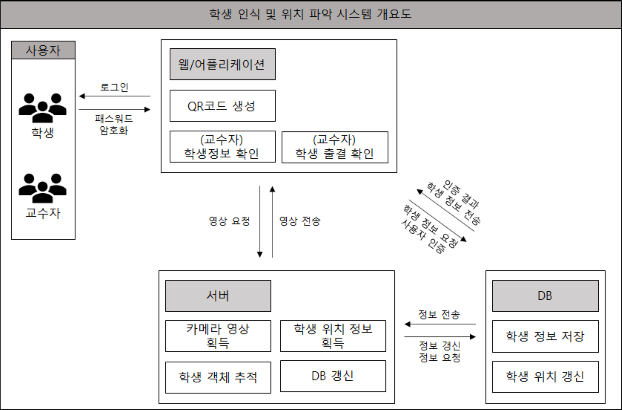 학생 인식 및 위치 파악 시스템 개요도
사용자
학생
교수자
로그인
패스워드
암호화
웹/어플리케이션
QR코드 생성
(교수자)
학생정보 확인
(교수자)
학생 출결 확인
영상 요청
영상 전송
인증 결과
학생 정보 전송
학생 정보 요청
사용자 인증
서버
카메라 영상
획득
학생 위치 정보
획득
학생 객체 추적
DB 갱신
정보 전송
정보 갱신
정보 요청
DB
학생 정보 저장
학생 위치 갱신